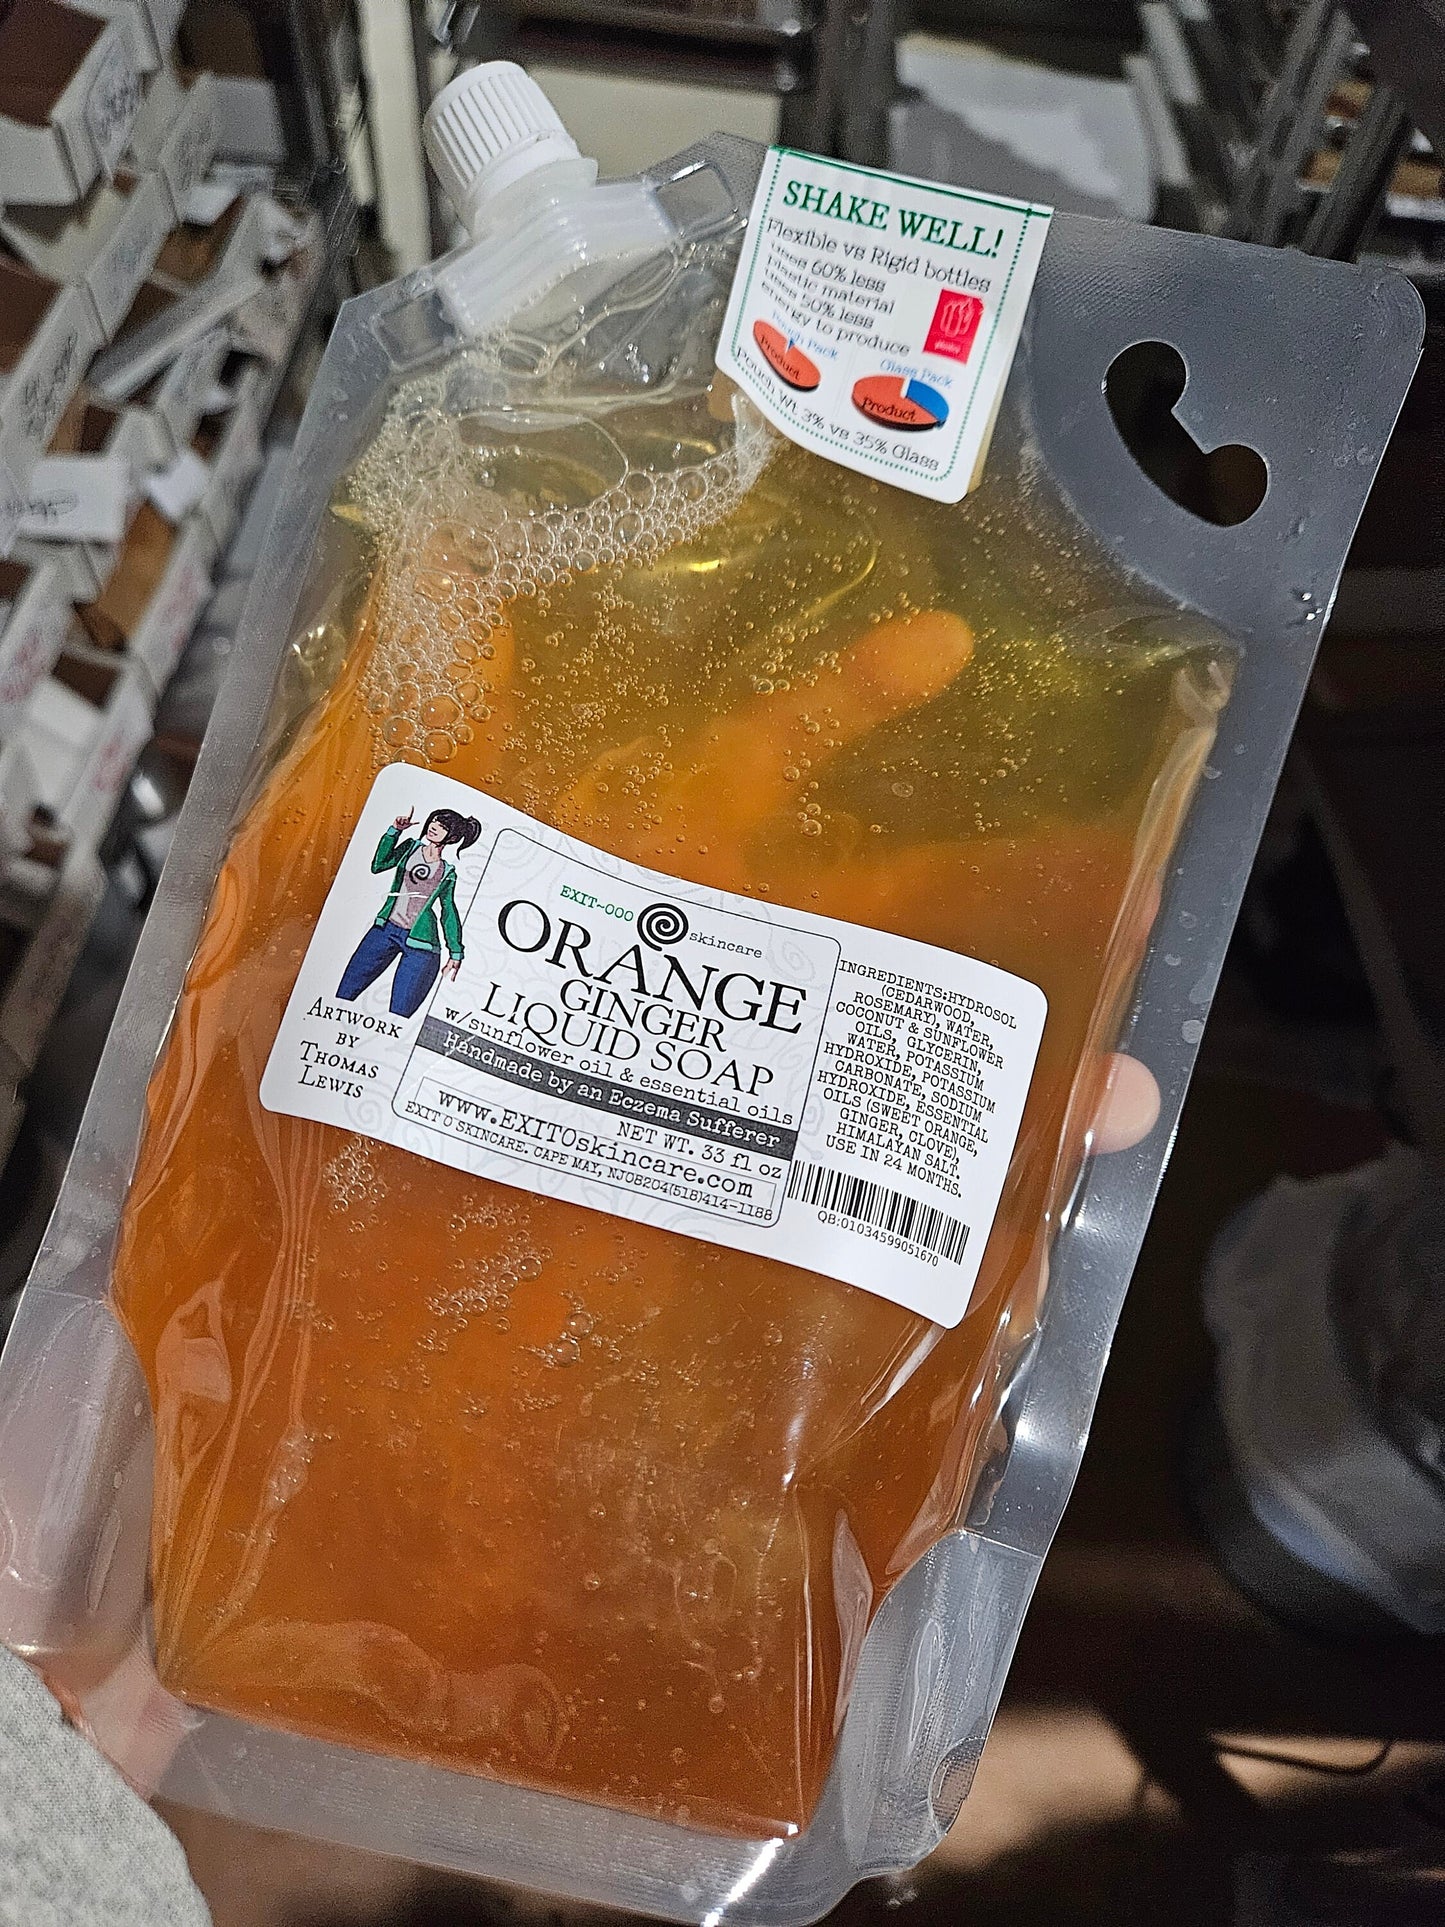 SHAKE WELL!
Flexible vs Rigid bottles
uses 60% less
plastic material
uses 50% less
energy to produce
Pouch Pack
Product
Glass Pack
Product
Pouch Wt 3% vs 35% Glass
EXIT~000
skincare
ORANGE
GINGER
LIQUID SOAP
w/sunflower oil & essential oils
Handmade by an Eczema Sufferer
NET WT. 33 fl oz
www.EXIT0skincare.com
EXIT 0 SKINCARE. CAPE MAY, NJ08204(518)414-1188
ARTWORK
BY
THOMAS
LEWIS
INGREDIENTS:HYDROSOL
(CEDARWOOD,
ROSEMARY), WATER,
COCONUT & SUNFLOWER
OILS, GLYCERIN,
WATER, POTASSIUM
HYDROXIDE, POTASSIUM
CARBONATE, SODIUM
HYDROXIDE, ESSENTIAL
OILS (SWEET ORANGE,
GINGER, CLOVE),
HIMALAYAN SALT.
USE IN 24 MONTHS.
QB:01034599051670